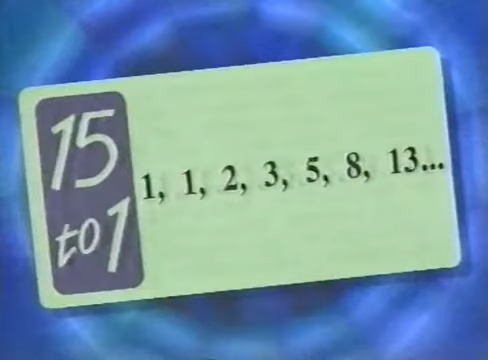 15
to 1
1, 1, 2, 3, 5, 8, 13...